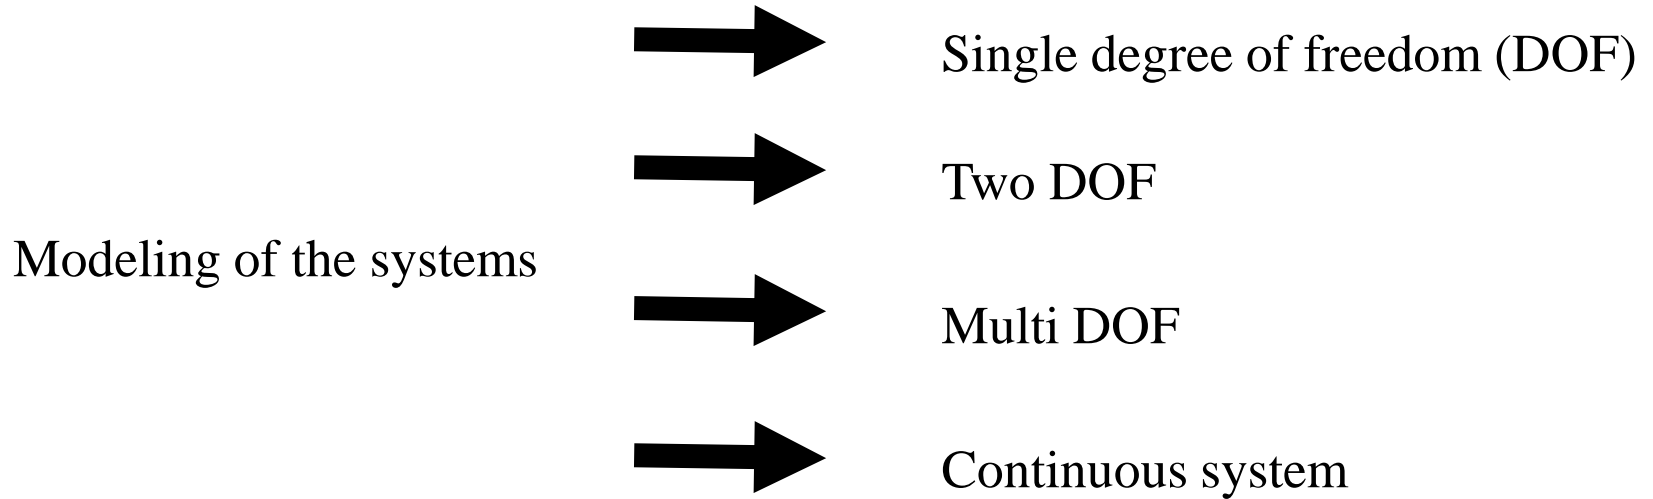 Single degree of freedom (DOF)
Two DOF
Modeling of the systems
Multi DOF
Continuous system